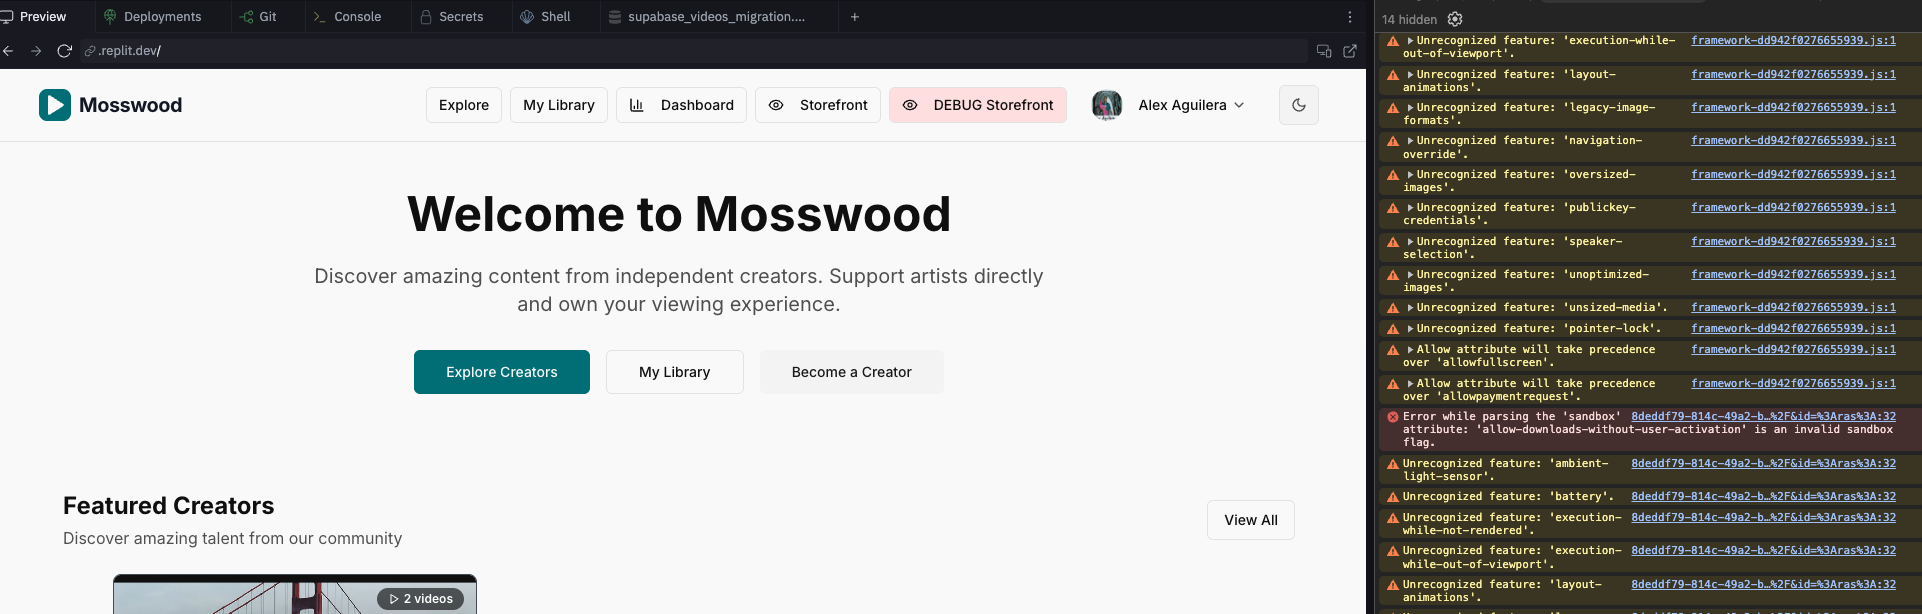 Preview
Deployments
Git
Console
Secrets
Shell
supabase_videos_migration....
.replit.dev/
Mosswood
Explore
My Library
Dashboard
Storefront
DEBUG Storefront
Alex Aguilera
Welcome to Mosswood
Discover amazing content from independent creators. Support artists directly
and own your viewing experience.
Explore Creators
My Library
Become a Creator
Featured Creators
Discover amazing talent from our community
View All
2 videos
14 hidden
Unrecognized feature: 'execution-while- framework-dd942f0276655939.js:1
out-of-viewport'.
Unrecognized feature: 'layout- framework-dd942f0276655939.js:1
animations'.
Unrecognized feature: 'legacy-image- framework-dd942f0276655939.js:1
formats'.
Unrecognized feature: 'navigation- framework-dd942f0276655939.js:1
override'.
Unrecognized feature: 'oversized- framework-dd942f0276655939.js:1
images'.
Unrecognized feature: 'publickey- framework-dd942f0276655939.js:1
credentials'.
Unrecognized feature: 'speaker- framework-dd942f0276655939.js:1
selection'.
Unrecognized feature: 'unoptimized- framework-dd942f0276655939.js:1
images'.
Unrecognized feature: 'unsized-media'. framework-dd942f0276655939.js:1
Unrecognized feature: 'pointer-lock'. framework-dd942f0276655939.js:1
Allow attribute will take precedence framework-dd942f0276655939.js:1
over 'allowfullscreen'.
Allow attribute will take precedence framework-dd942f0276655939.js:1
over 'allowpaymentrequest'.
Error while parsing the 'sandbox' 8deddf79-814c-49a2-b…%2F&id=%3Aras%3A:32
attribute: 'allow-downloads-without-user-activation' is an invalid sandbox
flag.
Unrecognized feature: 'ambient- 8deddf79-814c-49a2-b…%2F&id=%3Aras%3A:32
light-sensor'.
Unrecognized feature: 'battery'. 8deddf79-814c-49a2-b…%2F&id=%3Aras%3A:32
Unrecognized feature: 'execution- 8deddf79-814c-49a2-b…%2F&id=%3Aras%3A:32
while-not-rendered'.
Unrecognized feature: 'execution- 8deddf79-814c-49a2-b…%2F&id=%3Aras%3A:32
while-out-of-viewport'.
Unrecognized feature: 'layout- 8deddf79-814c-49a2-b…%2F&id=%3Aras%3A:32
animations'.